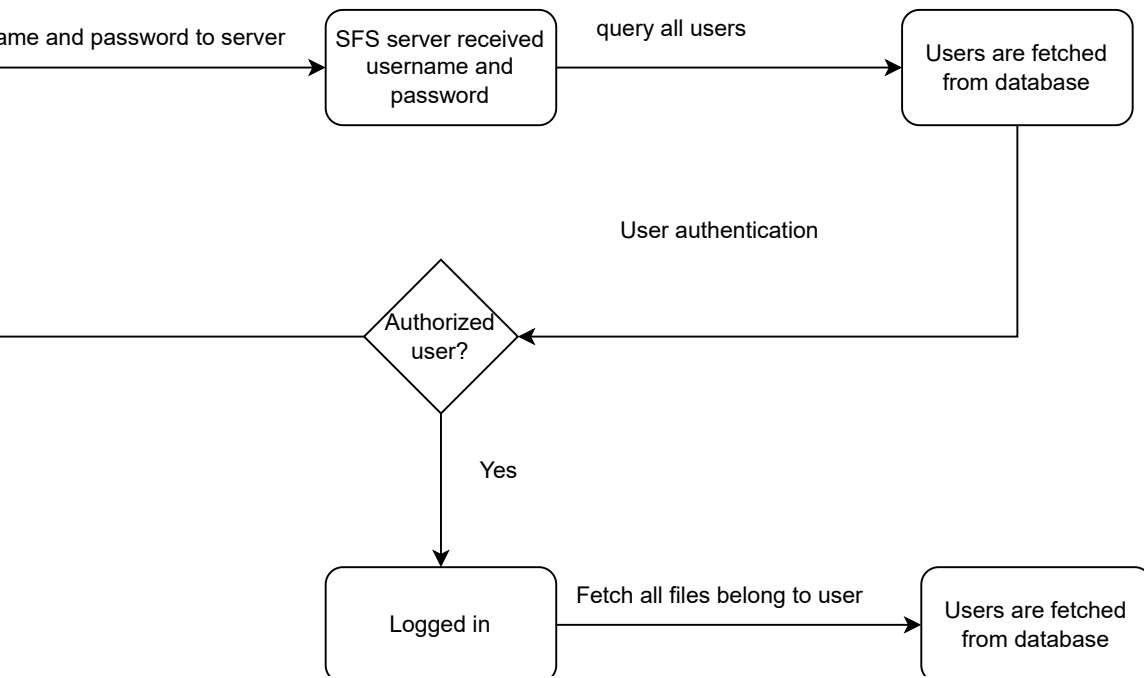 and password to server
SFS server received
username and
password
query all users
Users are fetched
from database
User authentication
Authorized
user?
Yes
Logged in
Fetch all files belong to user
Users are fetched
from database